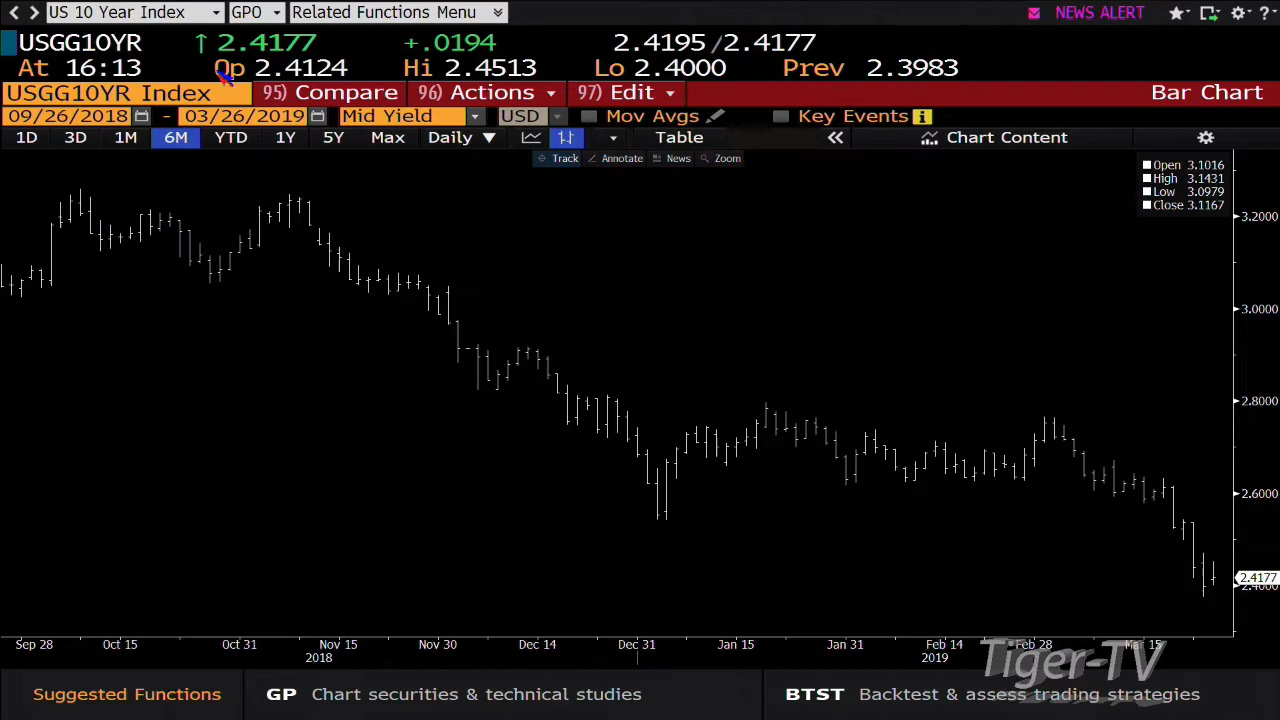 US 10 Year Index GPO Related Functions Menu NEWS ALERT ?
USGG10YR ↑ 2.4177 +.0194 2.4195/2.4177
At 16:13 Op 2.4124 Hi 2.4513 Lo 2.4000 Prev 2.3983
USGG10YR Index 95) Compare 96) Actions 97) Edit Bar Chart
09/26/2018 - 03/26/2019 Mid Yield USD Mov Avgs Key Events i
1D 3D 1M 6M YTD 1Y 5Y Max Daily ▼ Table « Chart Content
Track Annotate News Zoom
Open 3.1016
High 3.1431
Low 3.0979
Close 3.1167
3.2000
3.0000
2.8000
2.6000
2.4177
2.4000
Sep 28 Oct 15 Oct 31 Nov 15 Nov 30 Dec 14 Dec 31 Jan 15 Jan 31 Feb 14 Feb 28 Mar 15
2018 2019
Tiger-TV
Suggested Functions GP Chart securities & technical studies BTST Backtest & assess trading strategies